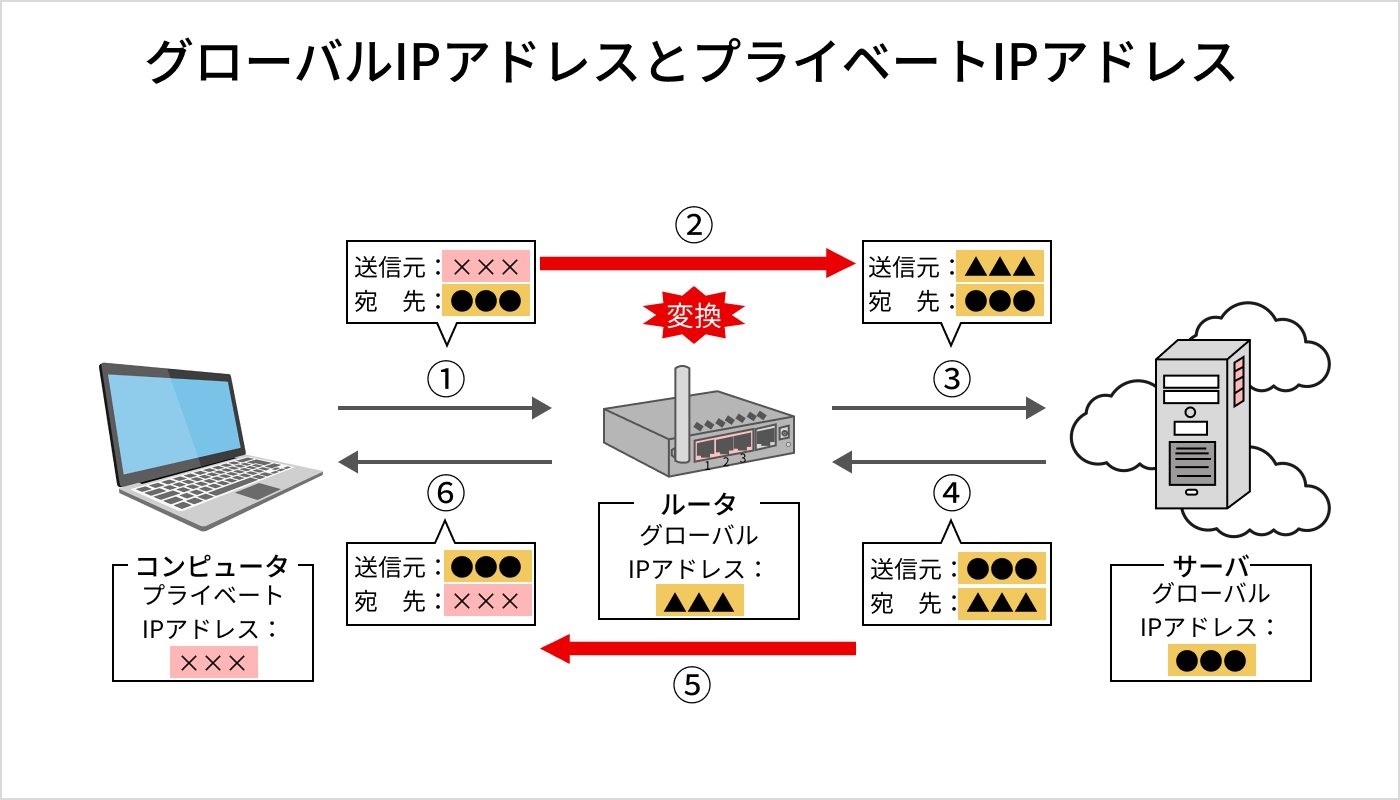 グローバルIPアドレスとプライベートIPアドレス
②
送信元：×××
宛　先：●●●
送信元：▲▲▲
宛　先：●●●
変換
①
③
1 2 3
⑥
④
ルータ
グローバル
IPアドレス：
▲▲▲
コンピュータ
プライベート
IPアドレス：
×××
送信元：●●●
宛　先：×××
送信元：●●●
宛　先：▲▲▲
サーバ
グローバル
IPアドレス：
●●●
⑤